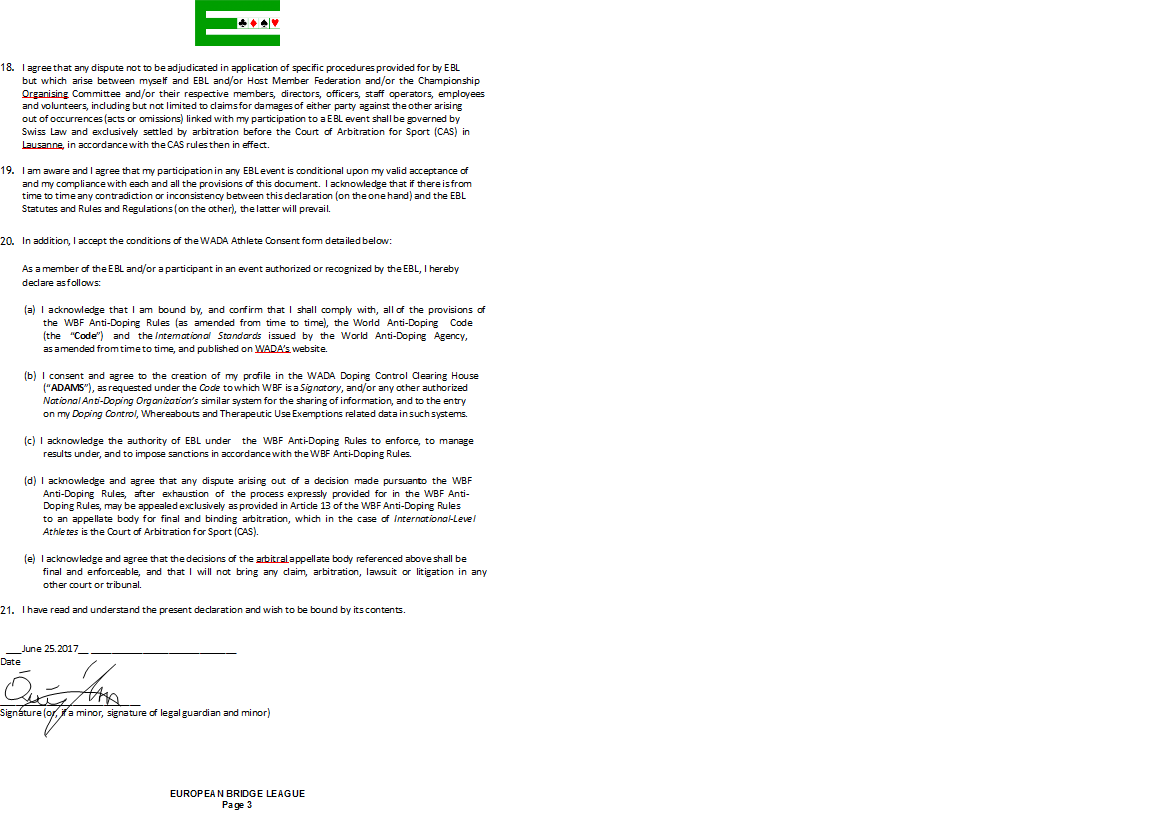 18. I agree that any dispute not to be adjudicated in application of specific procedures provided for by EBL
but which arise between myself and EBL and/or Host Member Federation and/or the Championship
Organising Committee and/or their respective members, directors, officers, staff operators, employees
and volunteers, including but not limited to claims for damages of either party against the other arising
out of occurrences (acts or omissions) linked with my participation to a EBL event shall be governed by
Swiss Law and exclusively settled by arbitration before the Court of Arbitration for Sport (CAS) in
Lausanne, in accordance with the CAS rules then in effect.
19. I am aware and I agree that my participation in any EBL event is conditional upon my valid acceptance of
and my compliance with each and all the provisions of this document. I acknowledge that if there is from
time to time any contradiction or inconsistency between this declaration (on the one hand) and the EBL
Statutes and Rules and Regulations (on the other), the latter will prevail.
20. In addition, I accept the conditions of the WADA Athlete Consent form detailed below:
As a member of the EBL and/or a participant in an event authorized or recognized by the EBL, I hereby
declare as follows:
(a) I acknowledge that I am bound by, and confirm that I shall comply with, all of the provisions of
the WBF Anti-Doping Rules (as amended from time to time), the World Anti-Doping Code
(the “Code”) and the International Standards issued by the World Anti-Doping Agency,
as amended from time to time, and published on WADA’s website.
(b) I consent and agree to the creation of my profile in the WADA Doping Control Clearing House
(“ADAMS”), as requested under the Code to which WBF is a Signatory, and/or any other authorized
National Anti-Doping Organization’s similar system for the sharing of information, and to the entry
on my Doping Control, Whereabouts and Therapeutic Use Exemptions related data in such systems.
(c) I acknowledge the authority of EBL under the WBF Anti-Doping Rules to enforce, to manage
results under, and to impose sanctions in accordance with the WBF Anti-Doping Rules.
(d) I acknowledge and agree that any dispute arising out of a decision made pursuant to the WBF
Anti-Doping Rules, after exhaustion of the process expressly provided for in the WBF Anti-
Doping Rules, may be appealed exclusively as provided in Article 13 of the WBF Anti-Doping Rules
to an appellate body for final and binding arbitration, which in the case of International-Level
Athletes is the Court of Arbitration for Sport (CAS).
(e) I acknowledge and agree that the decisions of the arbitral appellate body referenced above shall be
final and enforceable, and that I will not bring any claim, arbitration, lawsuit or litigation in any
other court or tribunal.
21. I have read and understand the present declaration and wish to be bound by its contents.
___June 25.2017__ ____________________________
Date
Signature (or, if a minor, signature of legal guardian and minor)
EUROPEAN BRIDGE LEAGUE
Page 3